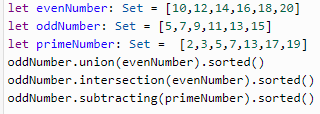 let evenNumber: Set = [10,12,14,16,18,20]
let oddNumber: Set = [5,7,9,11,13,15]
let primeNumber: Set =  [2,3,5,7,13,17,19]
oddNumber.union(evenNumber).sorted()
oddNumber.intersection(evenNumber).sorted()
oddNumber.subtracting(primeNumber).sorted()